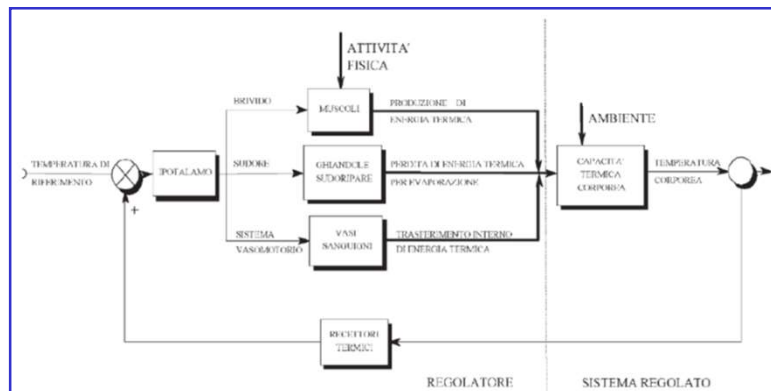 ATTIVITA'
FISICA
BRIVIDO
MUSCOLI
PRODUZIONE DI
ENERGIA TERMICA
AMBIENTE
TEMPERATURA DI
RIFERIMENTO
IPOTALAMO
SUDORE
GHIANDOLE
SUDORIPARE
PERDITA DI ENERGIA TERMICA
PER EVAPORAZIONE
CAPACITA'
TERMICA
CORPOREA
TEMPERATURA
CORPOREA
+
SISTEMA
VASOMOTORIO
VASI
SANGUIGNI
TRASFERIMENTO INTERNO
DI ENERGIA TERMICA
RECETTORI
TERMICI
REGOLATORE
SISTEMA REGOLATO